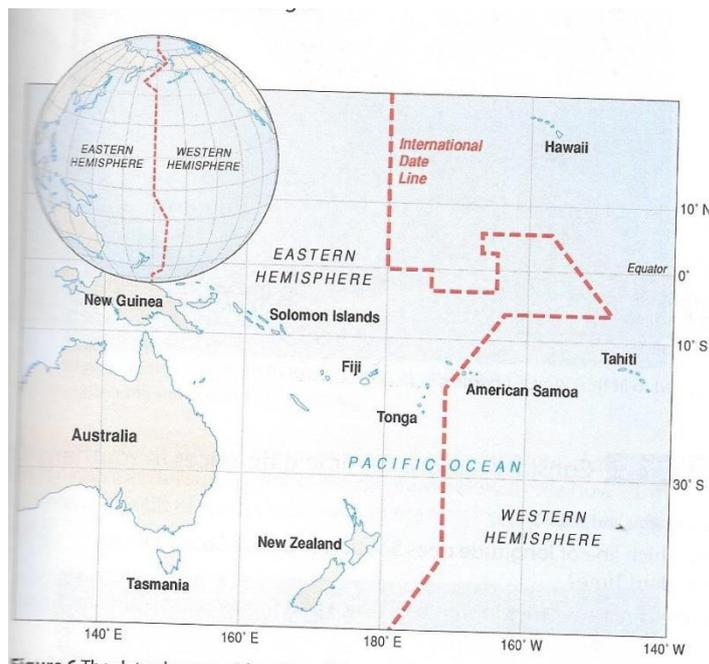 EASTERN
HEMISPHERE
WESTERN
HEMISPHERE
International
Date
Line
Hawaii
10° N
EASTERN
HEMISPHERE
Equator
0°
New Guinea
Solomon Islands
10° S
Fiji
Tahiti
American Samoa
Tonga
Australia
PACIFIC OCEAN
30° S
WESTERN
HEMISPHERE
New Zealand
Tasmania
140° E
160° E
180° E
160° W
140° W